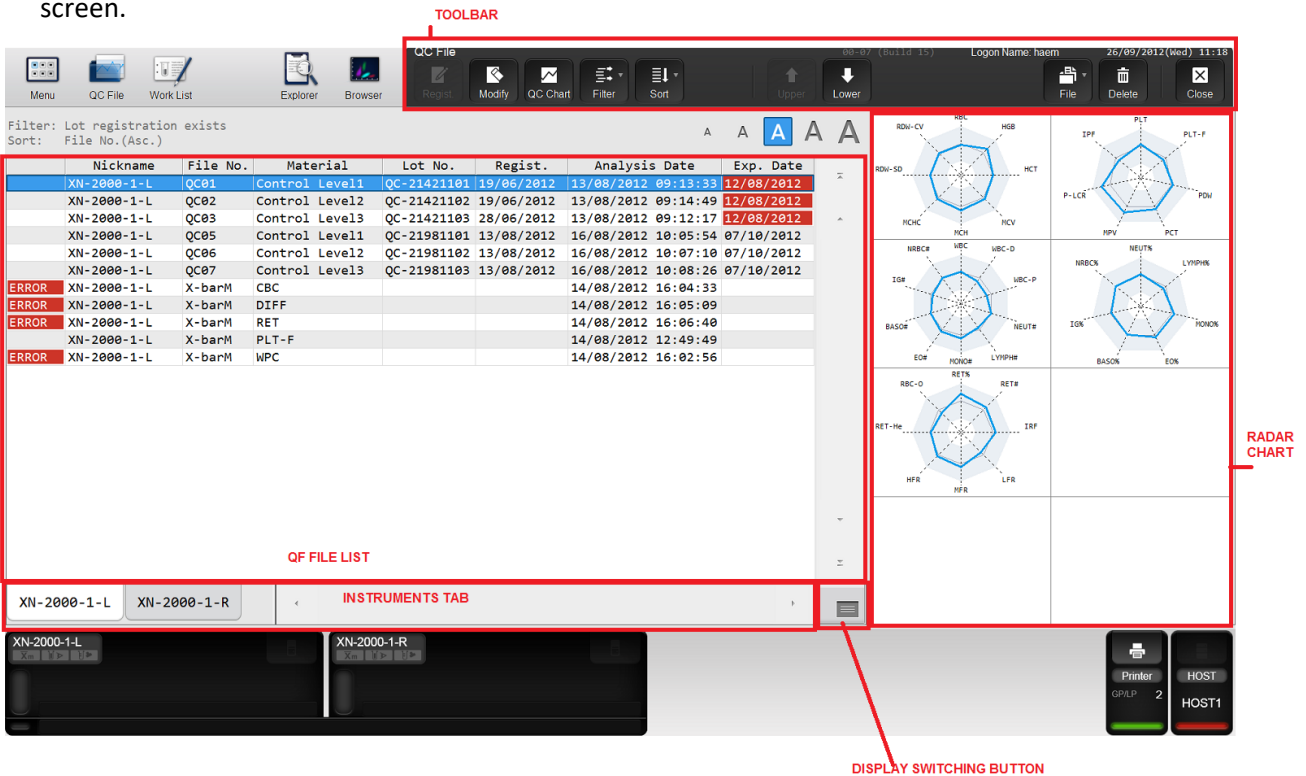 screen.
TOOLBAR
QC File 00-07 (Build 15) Logon Name: haem 26/09/2012(Wed) 11:18
Menu QC File Work List Explorer Browser Regist Modify QC Chart Filter Sort Upper Lower File Delete Close
Filter: Lot registration exists
Sort: File No.(Asc.)
A A A A A
Nickname File No. Material Lot No. Regist. Analysis Date Exp. Date
XN-2000-1-L QC01 Control Level1 QC-21421101 19/06/2012 13/08/2012 09:13:33 12/08/2012
XN-2000-1-L QC02 Control Level2 QC-21421102 19/06/2012 13/08/2012 09:14:49 12/08/2012
XN-2000-1-L QC03 Control Level3 QC-21421103 28/06/2012 13/08/2012 09:12:17 12/08/2012
XN-2000-1-L QC05 Control Level1 QC-21981101 13/08/2012 16/08/2012 10:05:54 07/10/2012
XN-2000-1-L QC06 Control Level2 QC-21981102 13/08/2012 16/08/2012 10:07:10 07/10/2012
XN-2000-1-L QC07 Control Level3 QC-21981103 13/08/2012 16/08/2012 10:08:26 07/10/2012
ERROR XN-2000-1-L X-barM CBC 14/08/2012 16:04:33
ERROR XN-2000-1-L X-barM DIFF 14/08/2012 16:05:09
ERROR XN-2000-1-L X-barM RET 14/08/2012 16:06:40
XN-2000-1-L X-barM PLT-F 14/08/2012 12:49:49
ERROR XN-2000-1-L X-barM WPC 14/08/2012 16:02:56
QF FILE LIST
RBC
RDW-CV HGB
RDW-SD HCT
MCHC MCV
MCH
PLT
IPF PLT-F
P-LCR PDW
MPV PCT
WBC
NRBC# WBC-D
IG# WBC-P
BASO# NEUT#
EO# LYMPH#
MONO#
NEUT%
NRBC% LYMPH%
IG% MONO%
BASO% EO%
RET%
RBC-O RET#
RET-He IRF
HFR LFR
MFR
RADAR
CHART
XN-2000-1-L XN-2000-1-R INSTRUMENTS TAB
XN-2000-1-L XN-2000-1-R
Printer HOST
GP/LP 2 HOST1
DISPLAY SWITCHING BUTTON